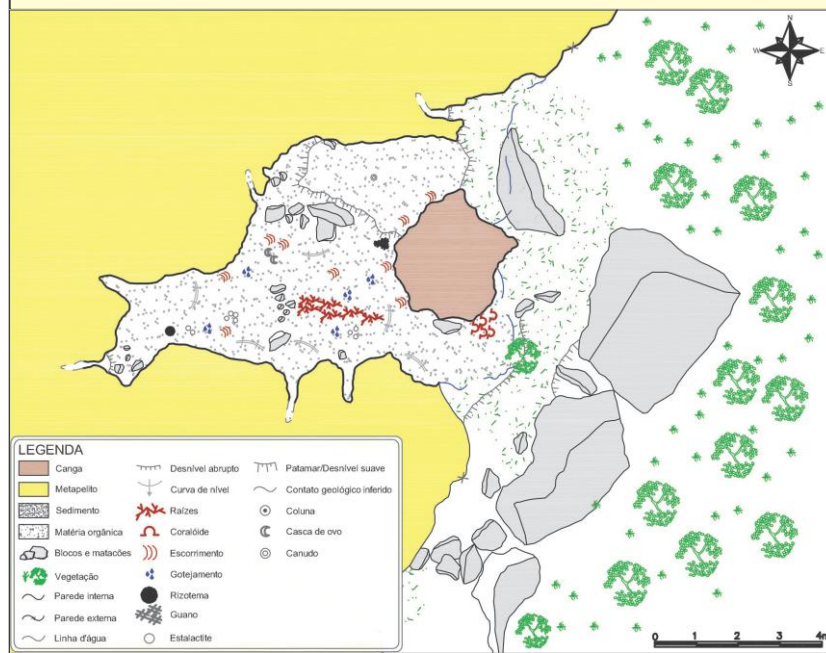 N
W E
S
LEGENDA
Canga
Metapelito
Sedimento
Matéria orgânica
Blocos e matacões
Vegetação
Parede interna
Parede externa
Linha d'água
Desnível abrupto
Curva de nível
Raízes
Coralóide
Escorrimento
Gotejamento
Rizotema
Guano
Estalactite
Patamar/Desnível suave
Contato geológico inferido
Coluna
Casca de ovo
Canudo
0 1 2 3 4m